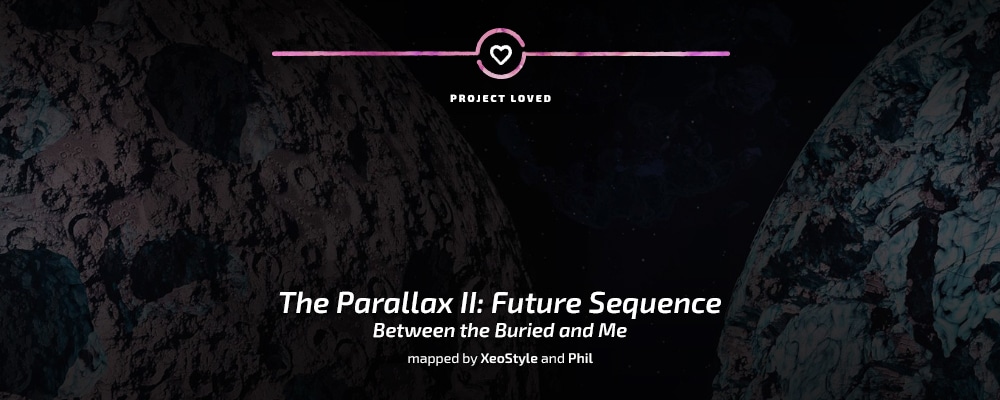 PROJECT LOVED
The Parallax II: Future Sequence
Between the Buried and Me
mapped by XeoStyle and Phil